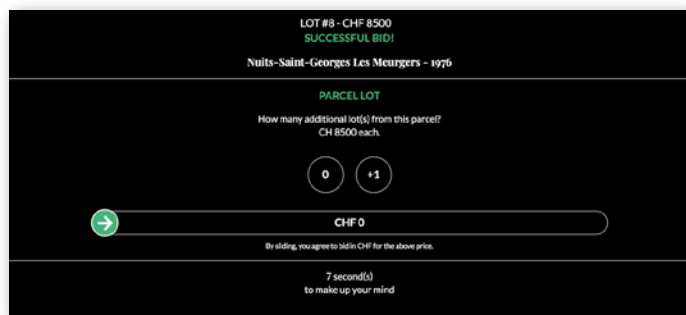 LOT #8 - CHF 8500
SUCCESSFUL BID!
Nuits-Saint-Georges Les Meurgers - 1976
PARCEL LOT
How many additional lot(s) from this parcel?
CH 8500 each.
0 +1
CHF 0
By sliding, you agree to bid in CHF for the above price.
7 second(s)
to make up your mind